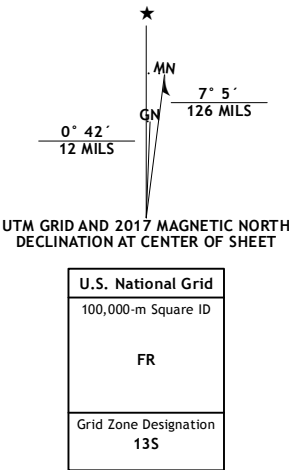 ★
MN
GN
7° 5´
126 MILS
0° 42´
12 MILS
UTM GRID AND 2017 MAGNETIC NORTH
DECLINATION AT CENTER OF SHEET
U.S. National Grid
100,000-m Square ID
FR
Grid Zone Designation
13S